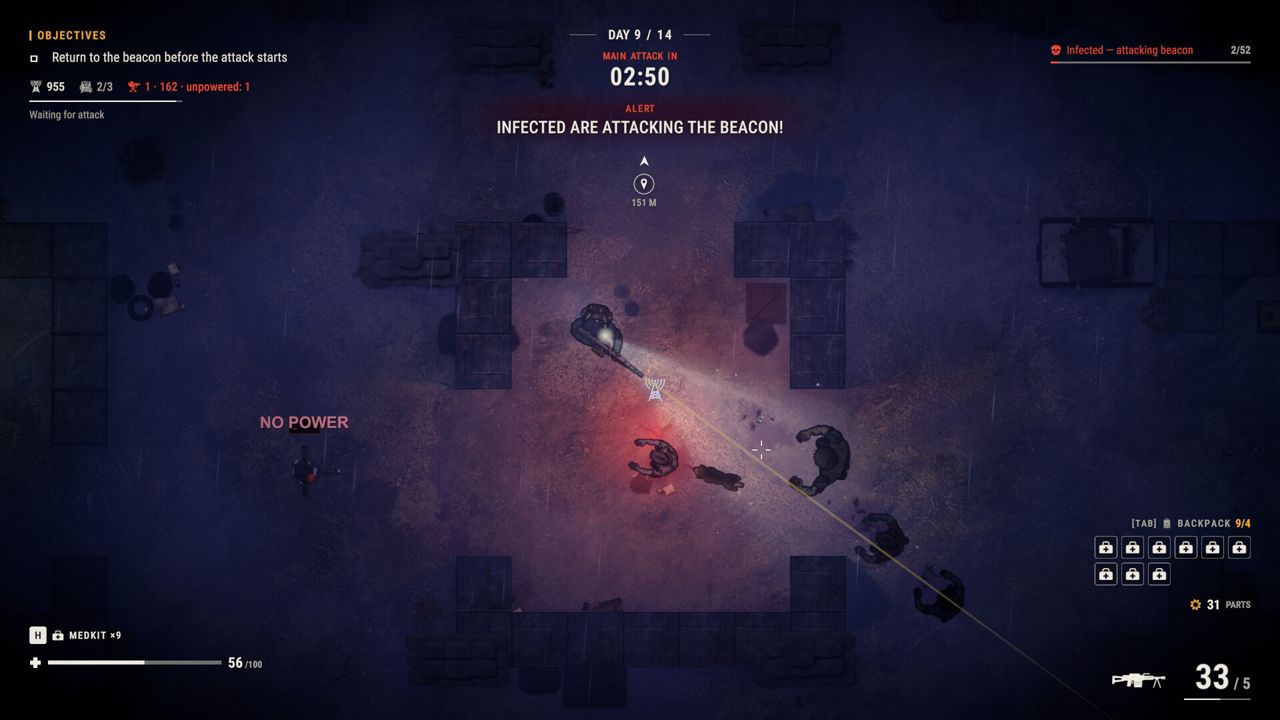 OBJECTIVES
Return to the beacon before the attack starts
955 2/3 1 · 162 · unpowered: 1
Waiting for attack
DAY 9 / 14
MAIN ATTACK IN
02:50
ALERT
INFECTED ARE ATTACKING THE BEACON!
151 M
Infected — attacking beacon 2/52
NO POWER
[TAB] BACKPACK 9/4
31 PARTS
H MEDKIT ×9
56 /100
33 / 5